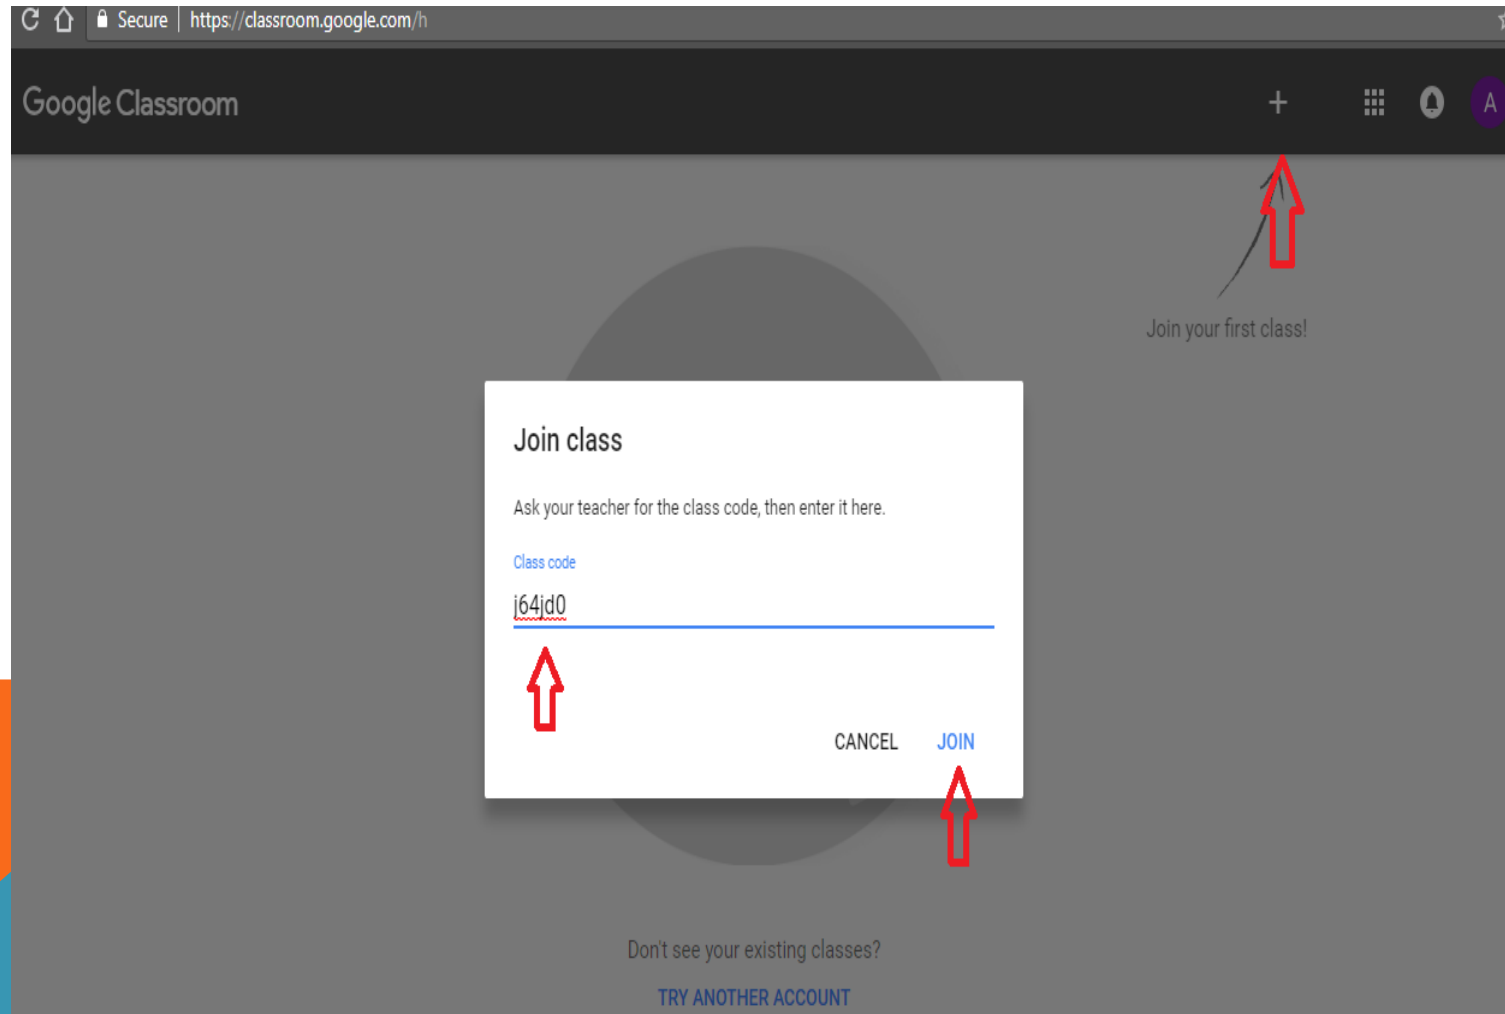 Secure | https://classroom.google.com/h
Google Classroom
A
Join your first class!
Join class
Ask your teacher for the class code, then enter it here.
Class code
j64jd0
CANCEL JOIN
Don't see your existing classes?
TRY ANOTHER ACCOUNT